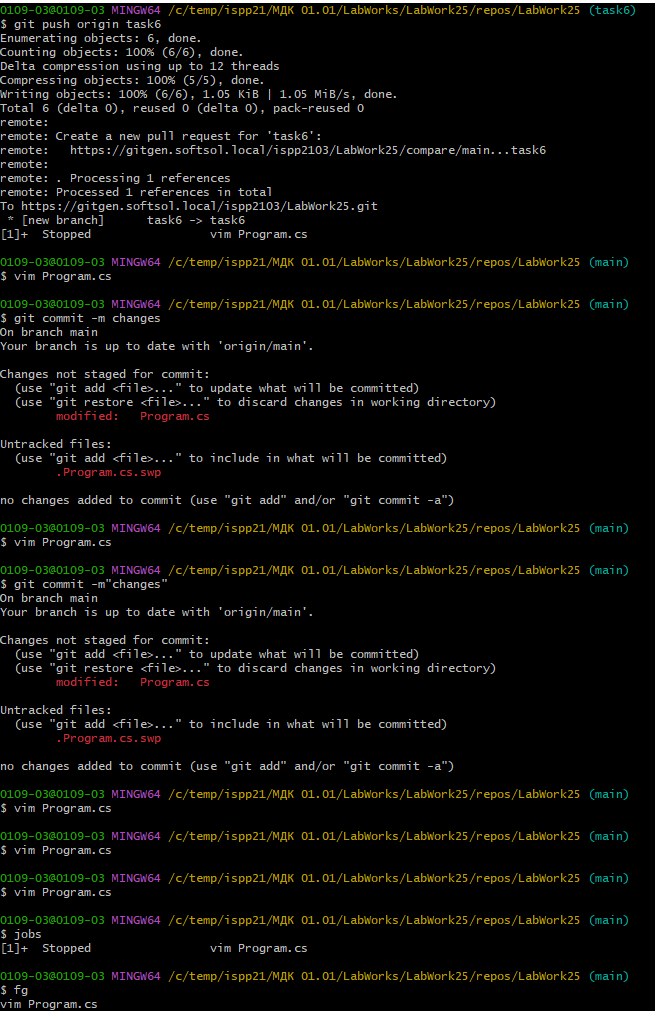 0109-03@0109-03 MINGW64 /c/temp/ispp21/МДК 01.01/LabWorks/LabWork25/repos/LabWork25 (task6)
$ git push origin task6
Enumerating objects: 6, done.
Counting objects: 100% (6/6), done.
Delta compression using up to 12 threads
Compressing objects: 100% (5/5), done.
Writing objects: 100% (6/6), 1.05 KiB | 1.05 MiB/s, done.
Total 6 (delta 0), reused 0 (delta 0), pack-reused 0
remote:
remote: Create a new pull request for 'task6':
remote:   https://gitgen.softsol.local/ispp2103/LabWork25/compare/main...task6
remote:
remote: . Processing 1 references
remote: Processed 1 references in total
To https://gitgen.softsol.local/ispp2103/LabWork25.git
 * [new branch]      task6 -> task6
[1]+  Stopped                 vim Program.cs
0109-03@0109-03 MINGW64 /c/temp/ispp21/МДК 01.01/LabWorks/LabWork25/repos/LabWork25 (main)
$ vim Program.cs
0109-03@0109-03 MINGW64 /c/temp/ispp21/МДК 01.01/LabWorks/LabWork25/repos/LabWork25 (main)
$ git commit -m changes
On branch main
Your branch is up to date with 'origin/main'.
Changes not staged for commit:
  (use "git add <file>..." to update what will be committed)
  (use "git restore <file>..." to discard changes in working directory)
        modified:   Program.cs
Untracked files:
  (use "git add <file>..." to include in what will be committed)
        .Program.cs.swp
no changes added to commit (use "git add" and/or "git commit -a")
0109-03@0109-03 MINGW64 /c/temp/ispp21/МДК 01.01/LabWorks/LabWork25/repos/LabWork25 (main)
$ vim Program.cs
0109-03@0109-03 MINGW64 /c/temp/ispp21/МДК 01.01/LabWorks/LabWork25/repos/LabWork25 (main)
$ git commit -m"changes"
On branch main
Your branch is up to date with 'origin/main'.
Changes not staged for commit:
  (use "git add <file>..." to update what will be committed)
  (use "git restore <file>..." to discard changes in working directory)
        modified:   Program.cs
Untracked files:
  (use "git add <file>..." to include in what will be committed)
        .Program.cs.swp
no changes added to commit (use "git add" and/or "git commit -a")
0109-03@0109-03 MINGW64 /c/temp/ispp21/МДК 01.01/LabWorks/LabWork25/repos/LabWork25 (main)
$ vim Program.cs
0109-03@0109-03 MINGW64 /c/temp/ispp21/МДК 01.01/LabWorks/LabWork25/repos/LabWork25 (main)
$ vim Program.cs
0109-03@0109-03 MINGW64 /c/temp/ispp21/МДК 01.01/LabWorks/LabWork25/repos/LabWork25 (main)
$ vim Program.cs
0109-03@0109-03 MINGW64 /c/temp/ispp21/МДК 01.01/LabWorks/LabWork25/repos/LabWork25 (main)
$ jobs
[1]+  Stopped                 vim Program.cs
0109-03@0109-03 MINGW64 /c/temp/ispp21/МДК 01.01/LabWorks/LabWork25/repos/LabWork25 (main)
$ fg
vim Program.cs